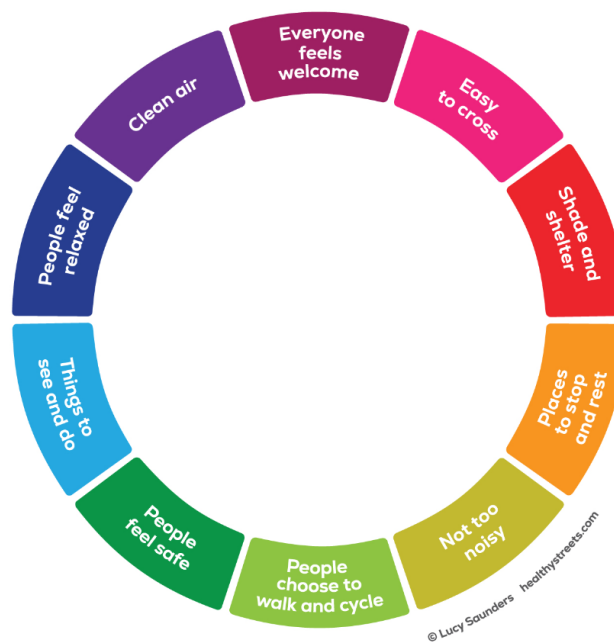 Everyone
feels
welcome
Easy
to cross
Shade and
shelter
Places
to stop
and rest
Not too
noisy
People
choose to
walk and cycle
People
feel safe
Things to
see and do
People feel
relaxed
Clean air
© Lucy Saunders healthystreets.com